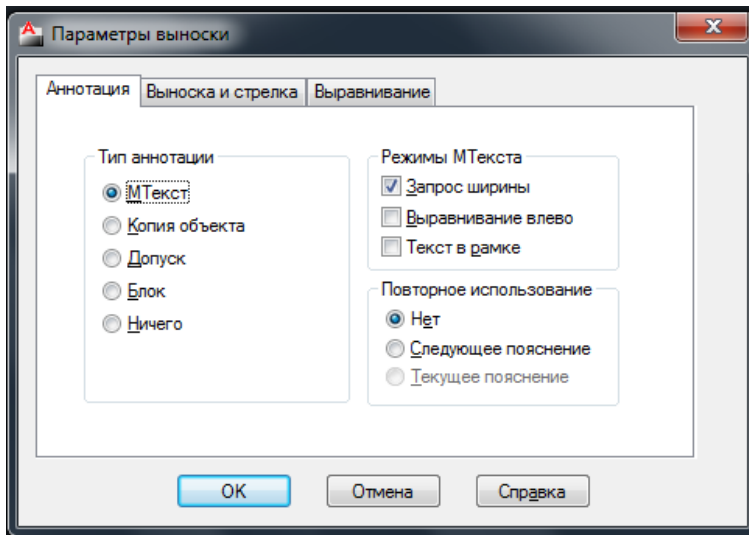 Параметры выноски
Аннотация Выноска и стрелка Выравнивание
Тип аннотации
МТекст
Копия объекта
Допуск
Блок
Ничего
Режимы МТекста
Запрос ширины
Выравнивание влево
Текст в рамке
Повторное использование
Нет
Следующее пояснение
Текущее пояснение
OK Отмена Справка